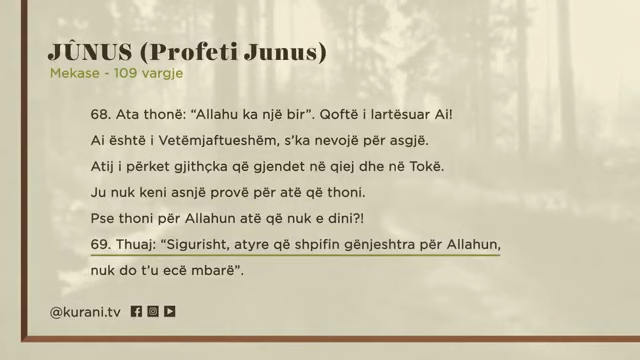 JÛNUS (Profeti Junus)
Mekase - 109 vargje
68. Ata thonë: “Allahu ka një bir”. Qoftë i lartësuar Ai!
Ai është i Vetëmjaftueshëm, s’ka nevojë për asgjë.
Atij i përket gjithçka që gjendet në qiej dhe në Tokë.
Ju nuk keni asnjë provë për atë që thoni.
Pse thoni për Allahun atë që nuk e dini?!
69. Thuaj: “Sigurisht, atyre që shpifin gënjeshtra për Allahun,
nuk do t’u ecë mbarë”.
@kurani.tv